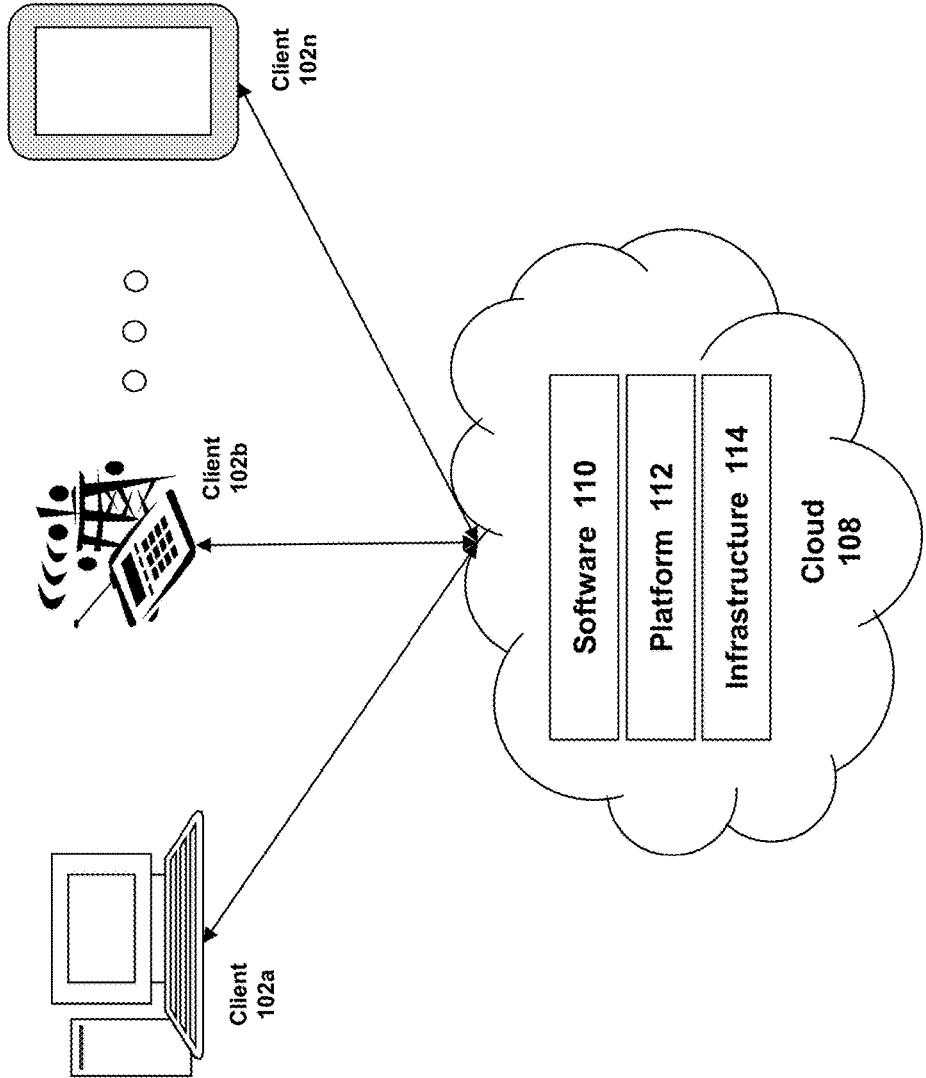 Client
102a
Client
102b
Client
102n
Software 110
Platform 112
Infrastructure 114
Cloud
108